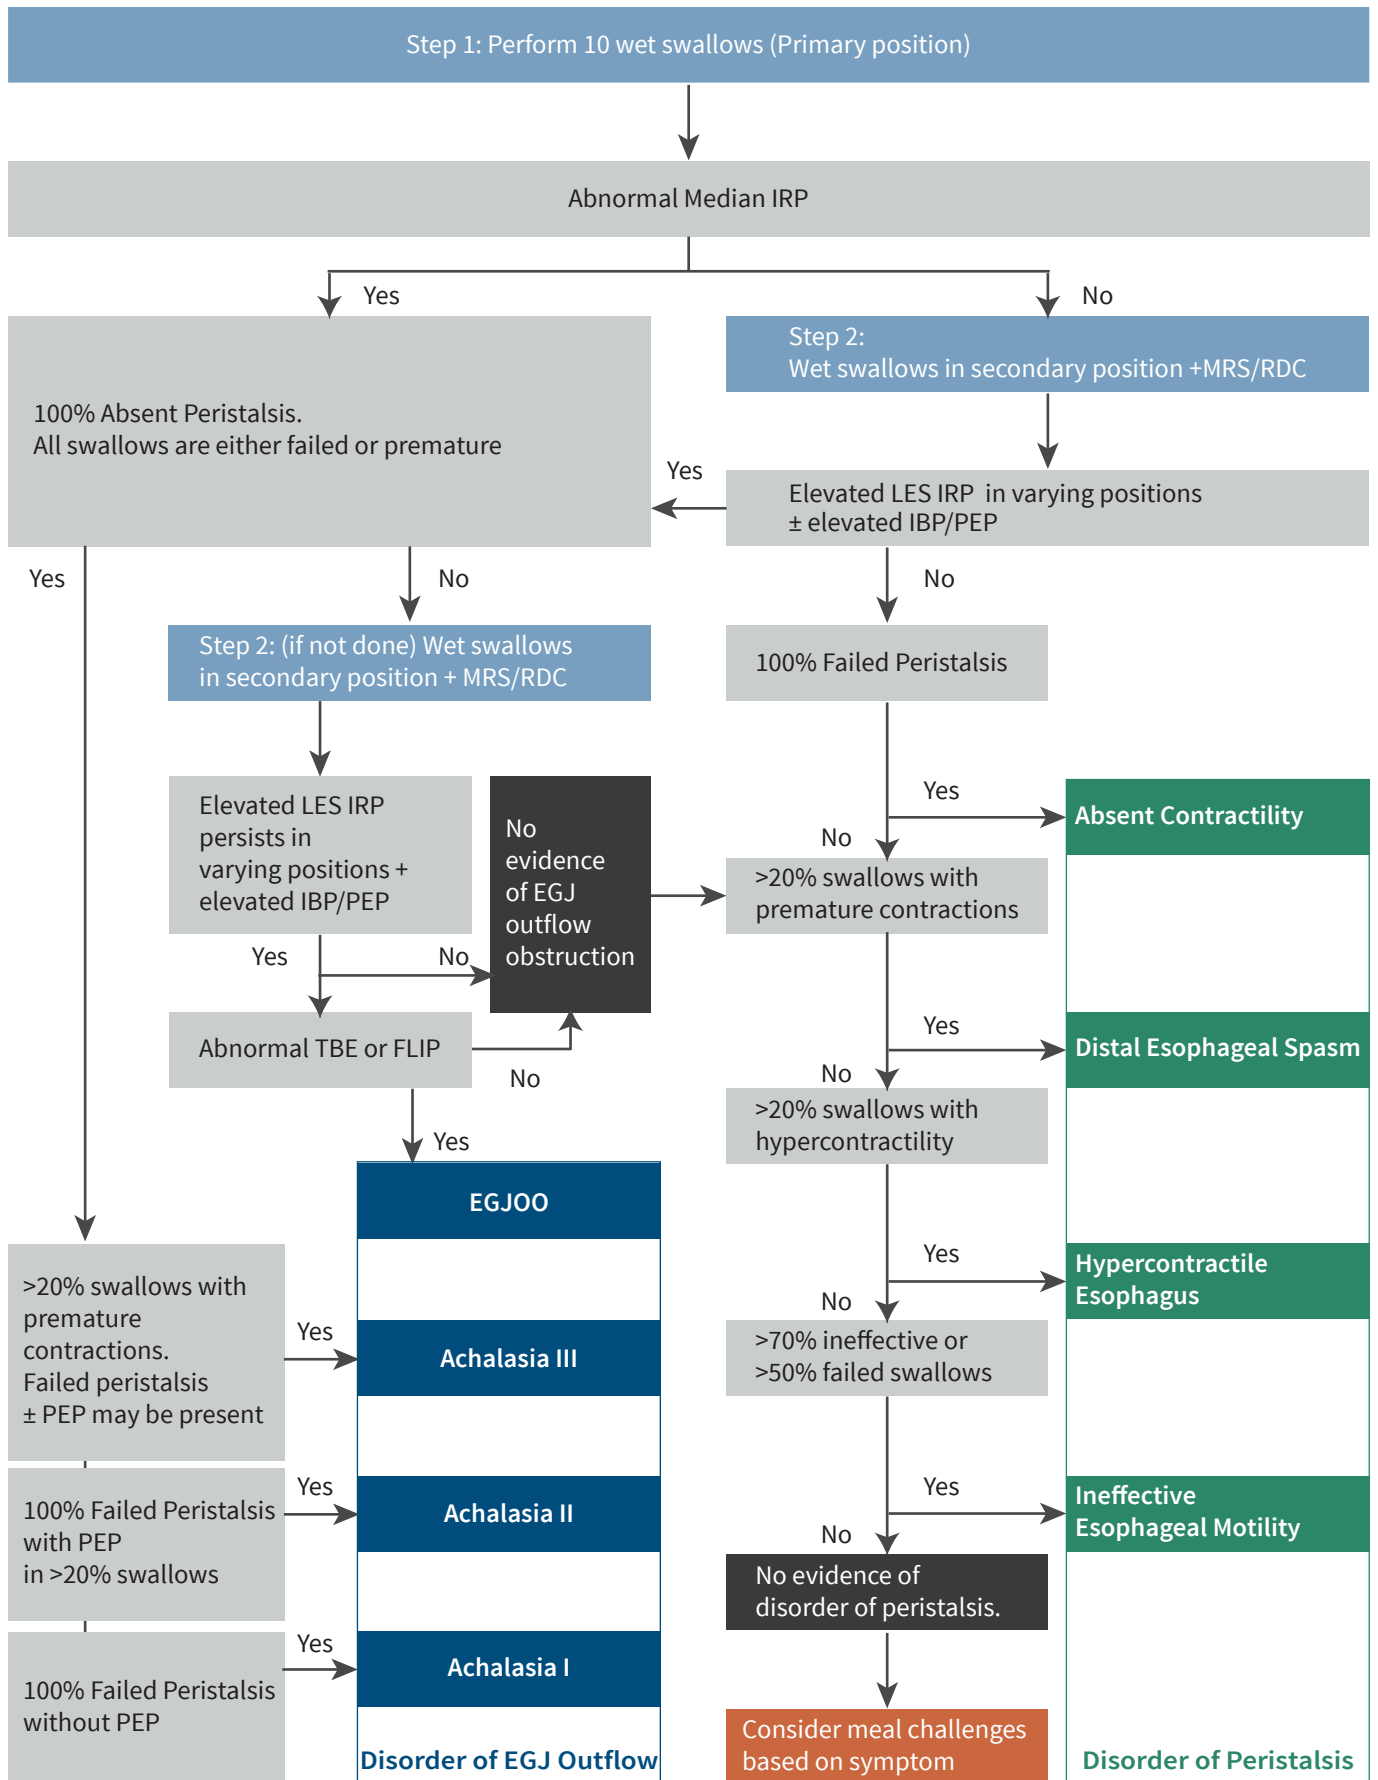 Step 1: Perform 10 wet swallows (Primary position)
Abnormal Median IRP
Yes
No
100% Absent Peristalsis.
All swallows are either failed or premature
Step 2:
Wet swallows in secondary position +MRS/RDC
Yes
Elevated LES IRP in varying positions
± elevated IBP/PEP
Yes
No
No
Step 2: (if not done) Wet swallows
in secondary position + MRS/RDC
100% Failed Peristalsis
Elevated LES IRP
persists in
varying positions +
elevated IBP/PEP
No
evidence
of EGJ
outflow
obstruction
Yes
No
Absent Contractility
>20% swallows with
premature contractions
Yes
No
Abnormal TBE or FLIP
No
Yes
Yes
No
Distal Esophageal Spasm
>20% swallows with
hypercontractility
EGJOO
Yes
No
Hypercontractile
Esophagus
>20% swallows with
premature
contractions.
Failed peristalsis
± PEP may be present
Yes
Achalasia III
>70% ineffective or
>50% failed swallows
100% Failed Peristalsis
with PEP
in >20% swallows
Yes
Achalasia II
Yes
No
Ineffective
Esophageal Motility
No evidence of
disorder of peristalsis.
100% Failed Peristalsis
without PEP
Yes
Achalasia I
Disorder of EGJ Outflow
Consider meal challenges
based on symptom
Disorder of Peristalsis